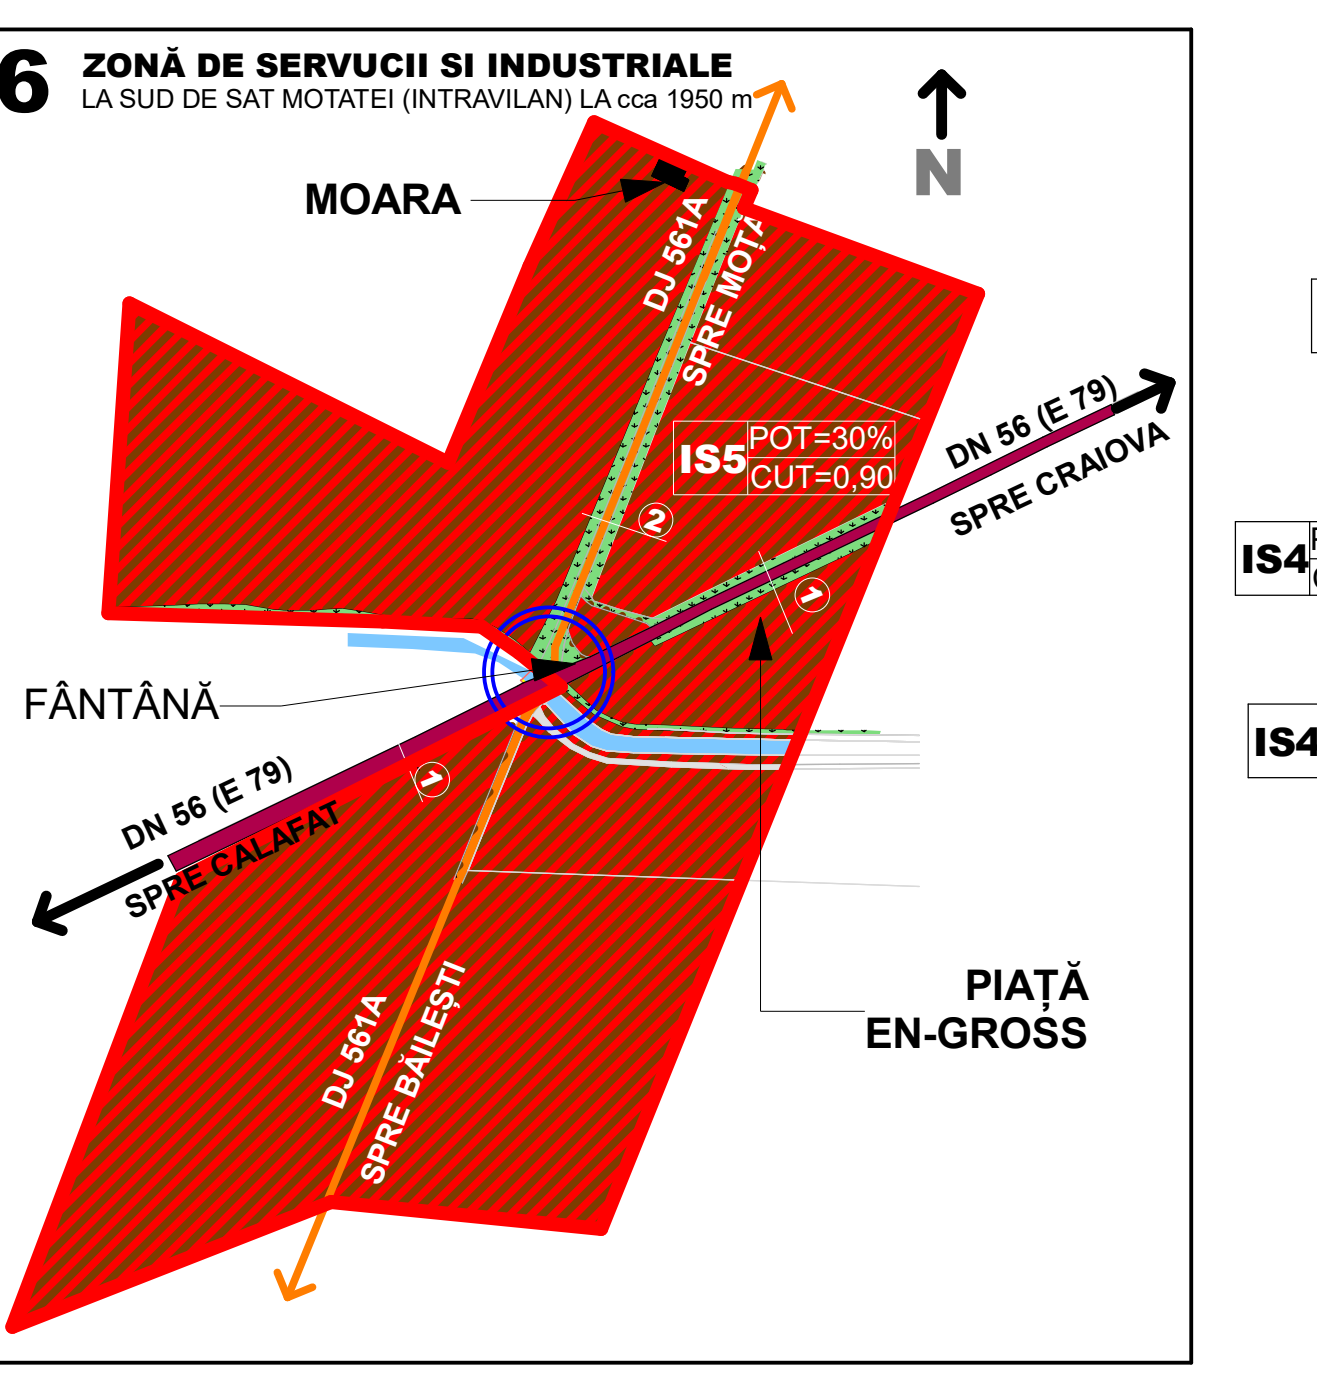 6
ZONĂ DE SERVUCII SI INDUSTRIALE
LA SUD DE SAT MOTATEI (INTRAVILAN) LA cca 1950 m
N
MOARA
DJ 561A
SPRE MOȚĂ
DN 56 (E 79)
SPRE CRAIOVA
IS5
POT=30%
CUT=0,90
2
1
IS4
FÂNTÂNĂ
IS4
1
DN 56 (E 79)
SPRE CALAFAT
DJ 561A
SPRE BĂILEȘTI
PIAȚĂ
EN-GROSS